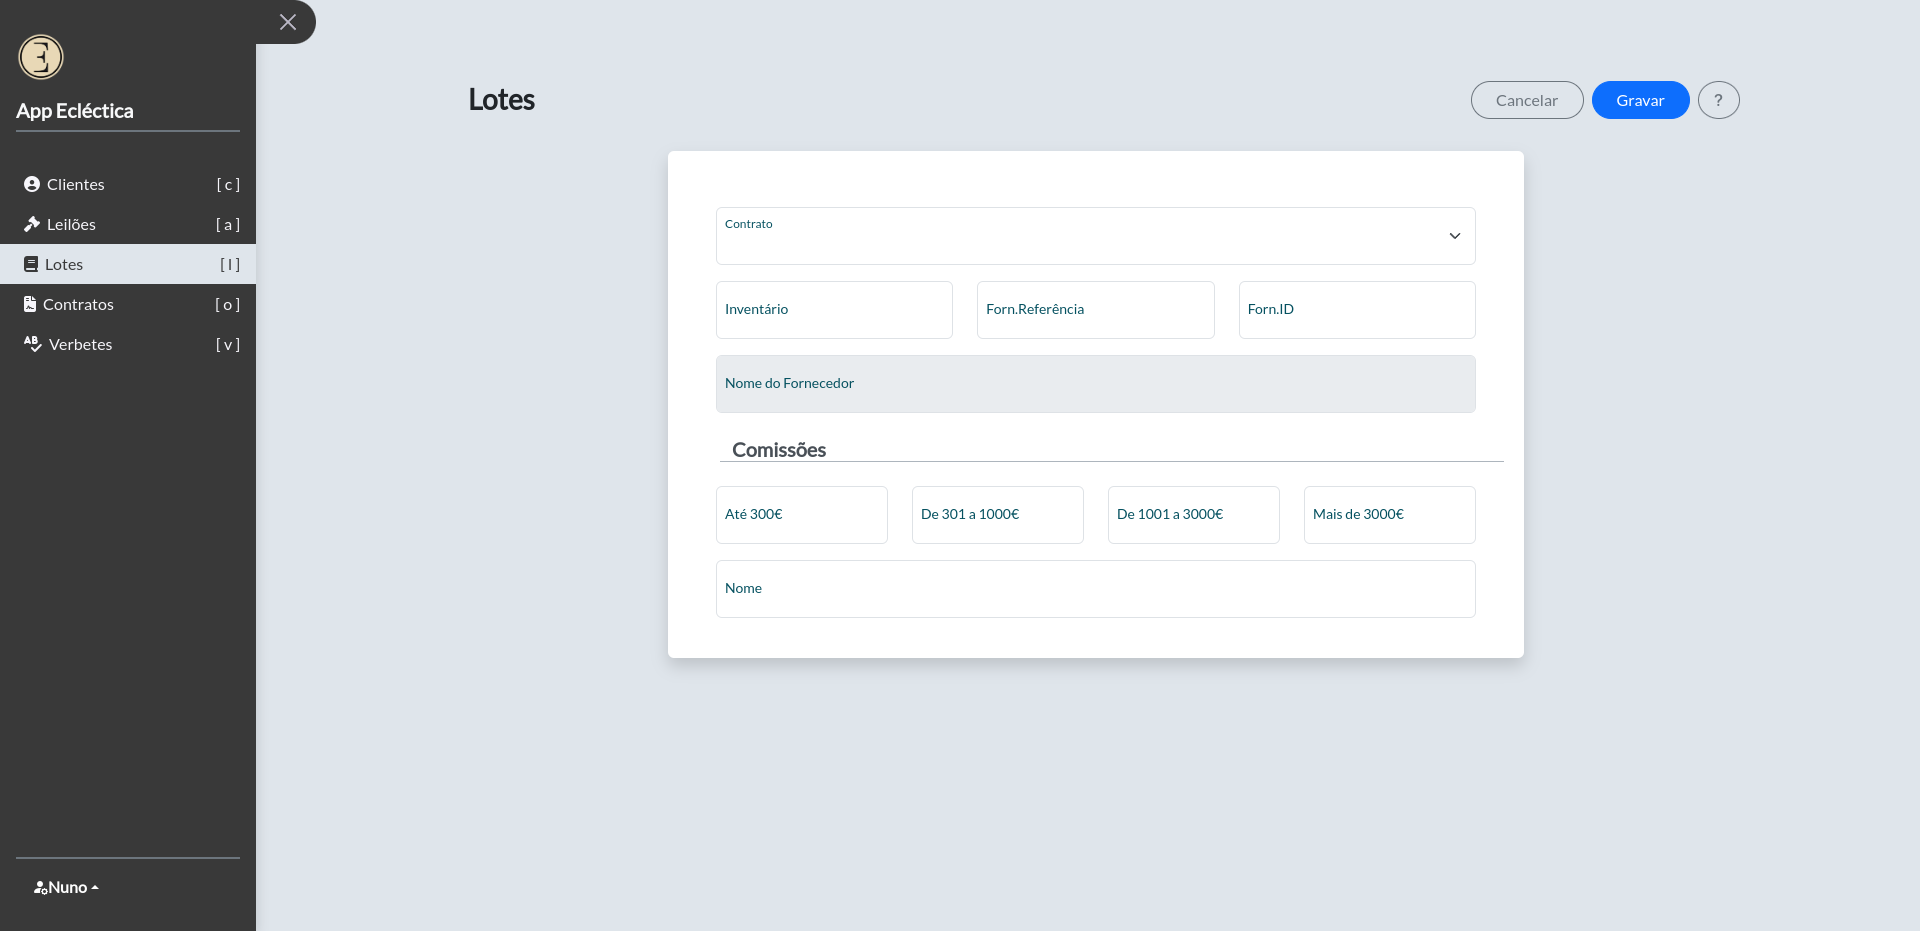 E
App Ecléctica
Clientes [ c ]
Leilões [ a ]
Lotes [ l ]
Contratos [ o ]
Verbetes [ v ]
Nuno
Lotes
Cancelar Gravar ?
Contrato
Inventário Forn.Referência Forn.ID
Nome do Fornecedor
Comissões
Até 300€ De 301 a 1000€ De 1001 a 3000€ Mais de 3000€
Nome